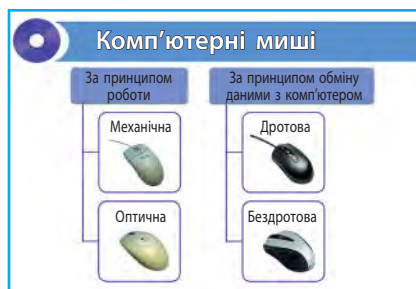 Комп’ютерні миші
За принципом
роботи
Механічна
Оптична
За принципом обміну
даними з комп’ютером
Дротова
Бездротова